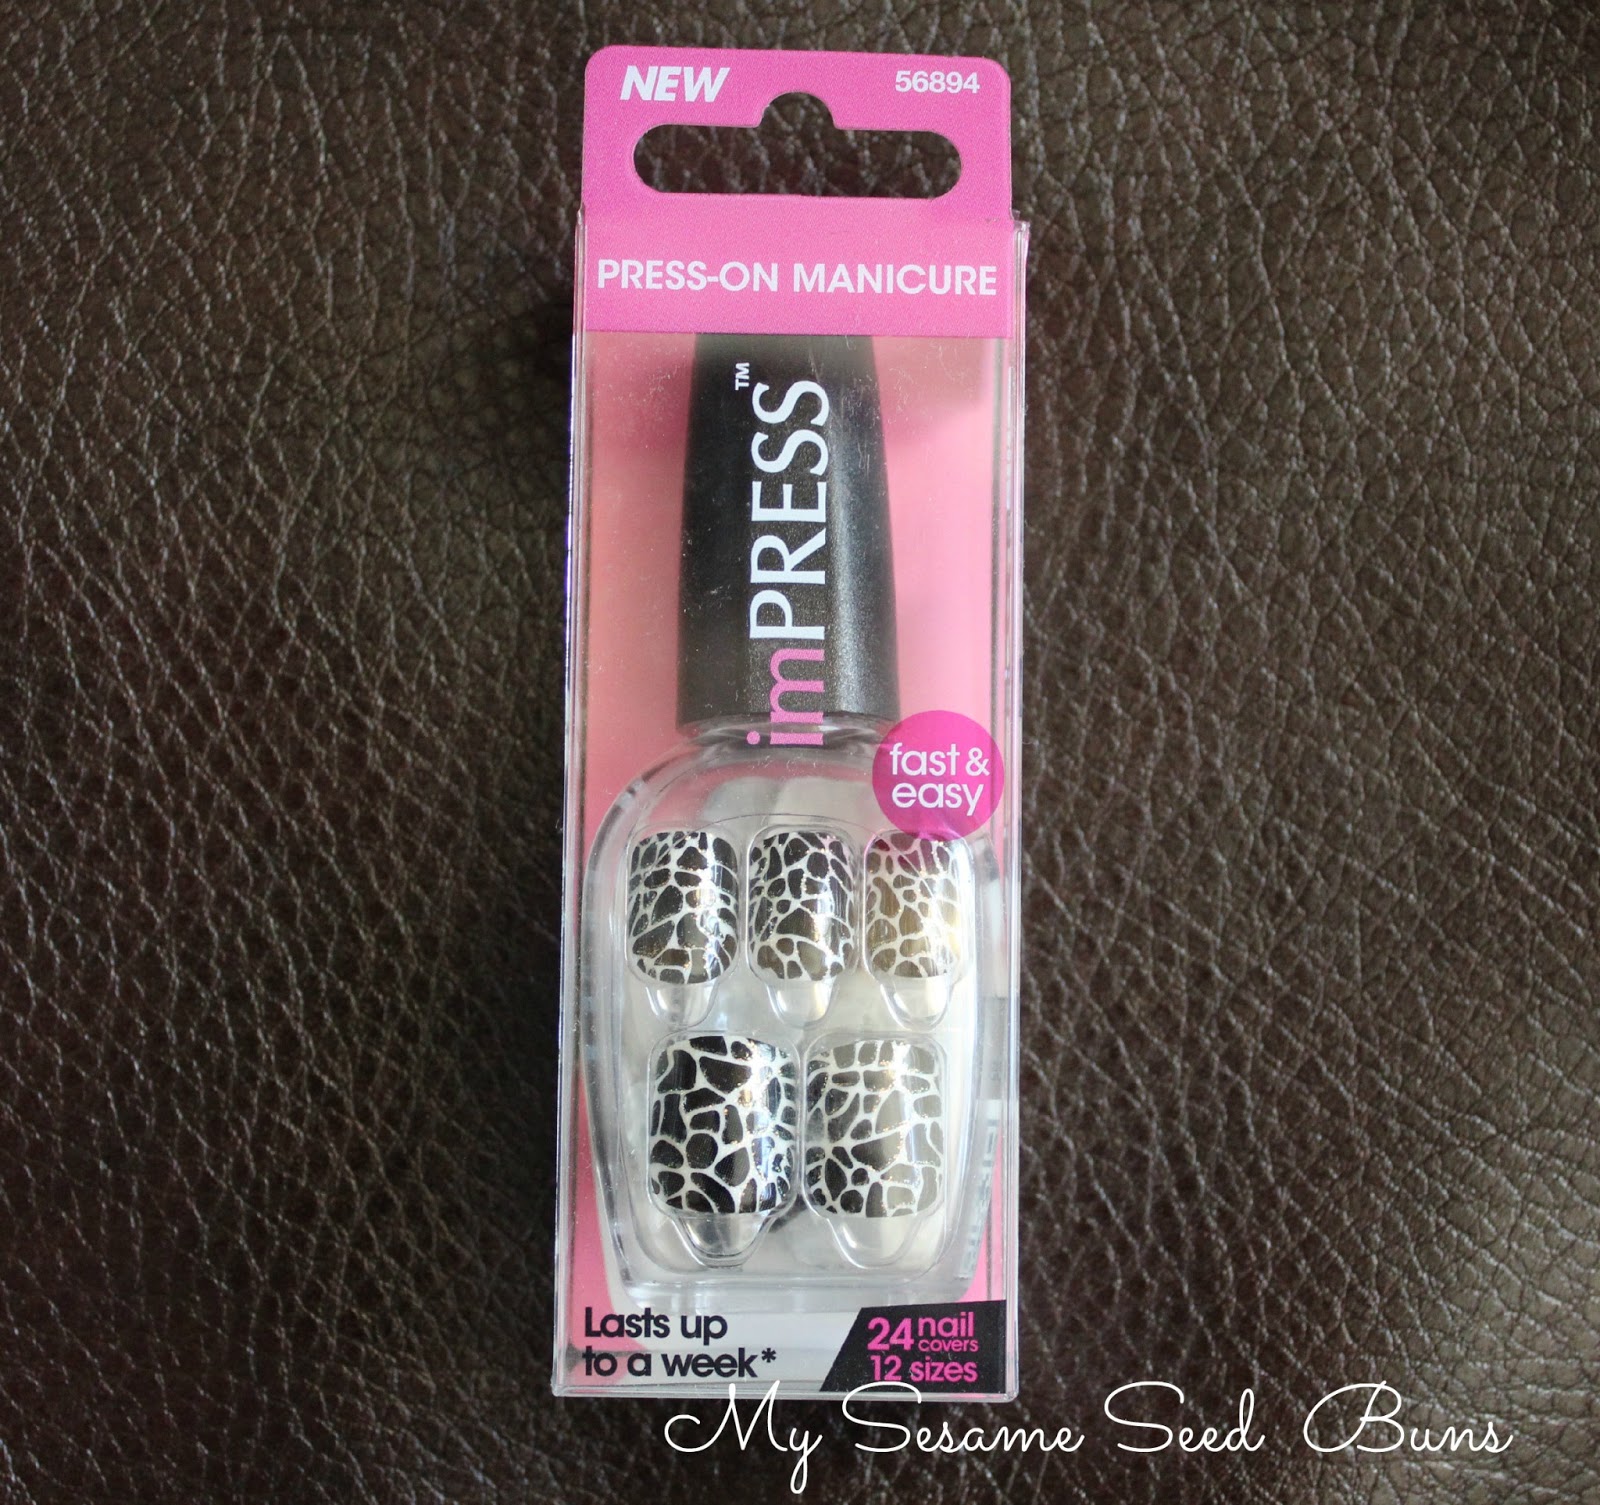 NEW
56894
PRESS-ON MANICURE
imPRESS™
fast &
easy
Lasts up
to a week*
24 nail
covers
12 sizes
My Sesame Seed Buns